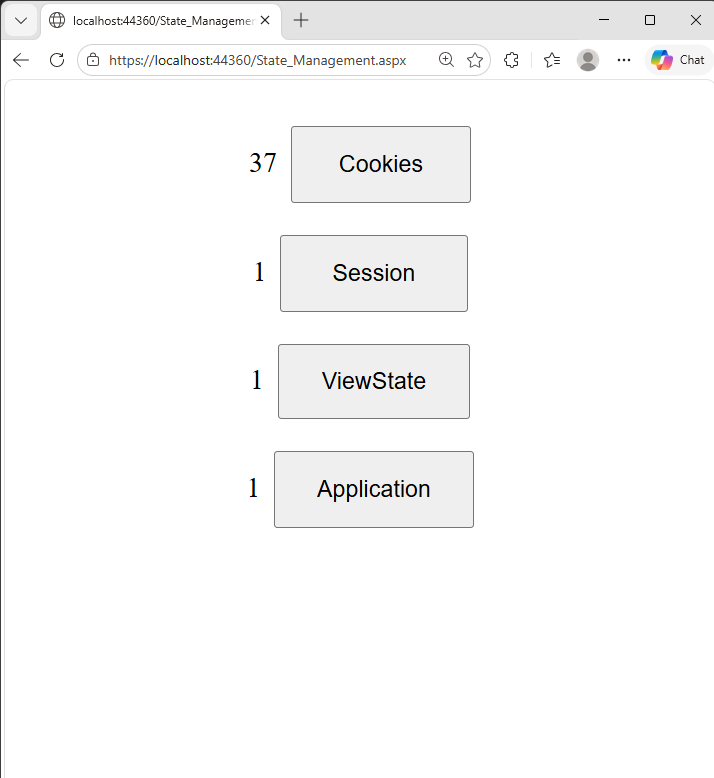 localhost:44360/State_Managemen
https://localhost:44360/State_Management.aspx
Chat
37 Cookies
1 Session
1 ViewState
1 Application